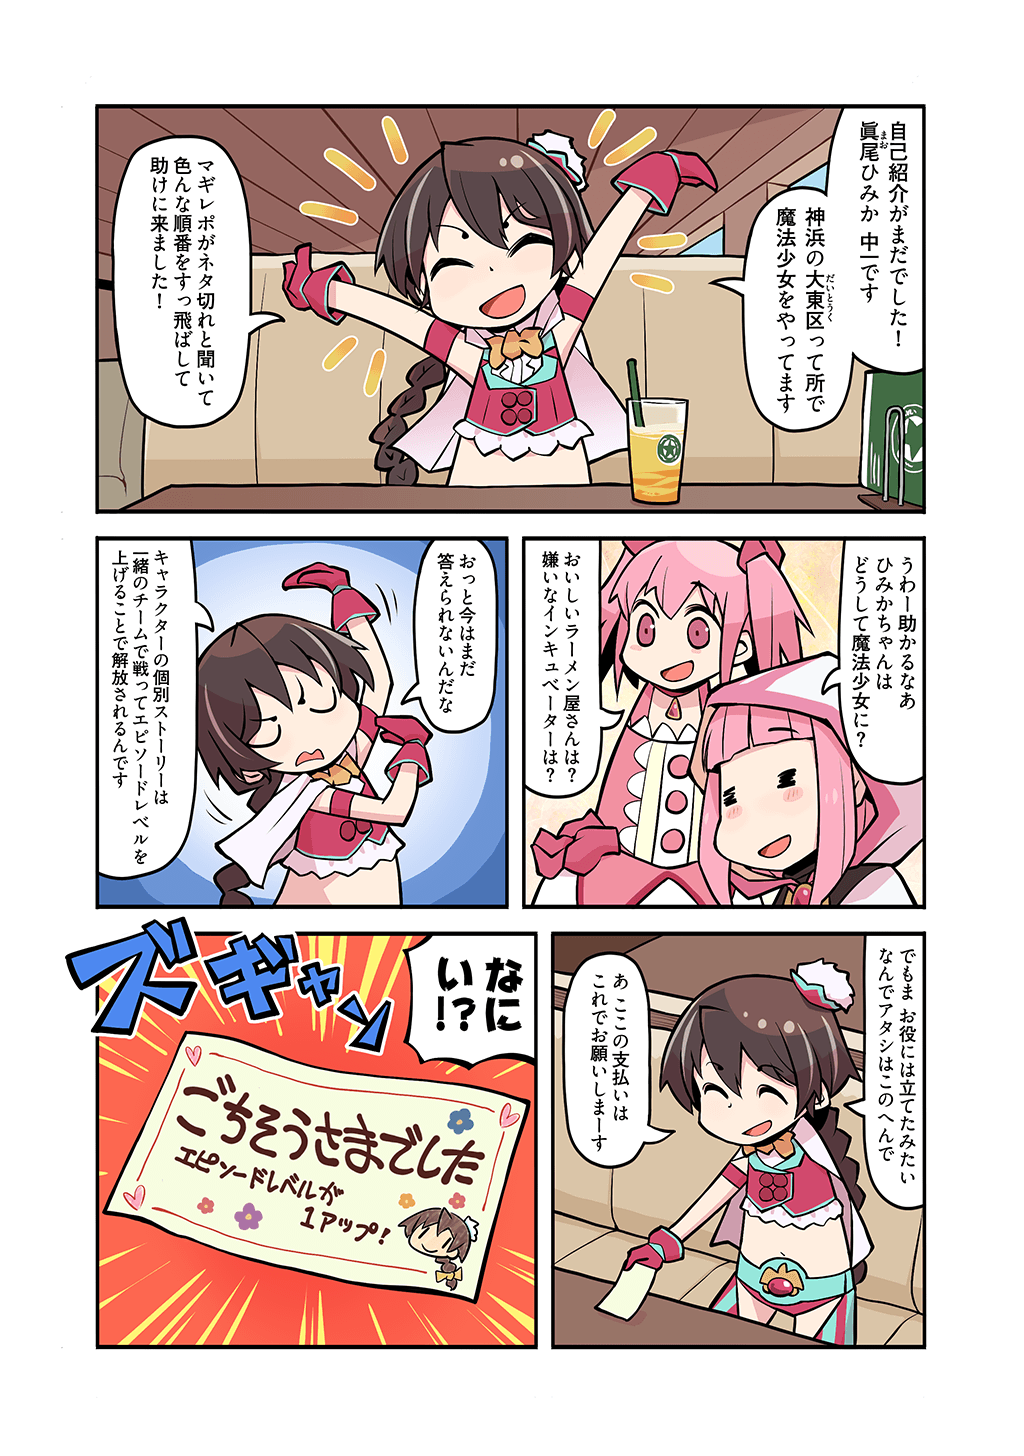 自己紹介がまだでした！
眞尾ひみか 中一です
まお
神浜の大東区って所で
だいとうく
魔法少女をやってます
マギレポがネタ切れと聞いて
色んな順番をすっ飛ばして
助けに来ました！
うわー助かるなあ
ひみかちゃんは
どうして魔法少女に？
おいしいラーメン屋さんは？
嫌いなインキュベーターは？
おっと今はまだ
答えられないんだな
キャラクターの個別ストーリーは
一緒のチームで戦ってエピソードレベルを
上げることで解放されるんです
でもま お役には立てたみたい
なんでアタシはこのへんで
あ ここの支払いは
これでお願いしまーす
なに
い!?
ズギャン
ごちそうさまでした
エピソードレベルが
1アップ！